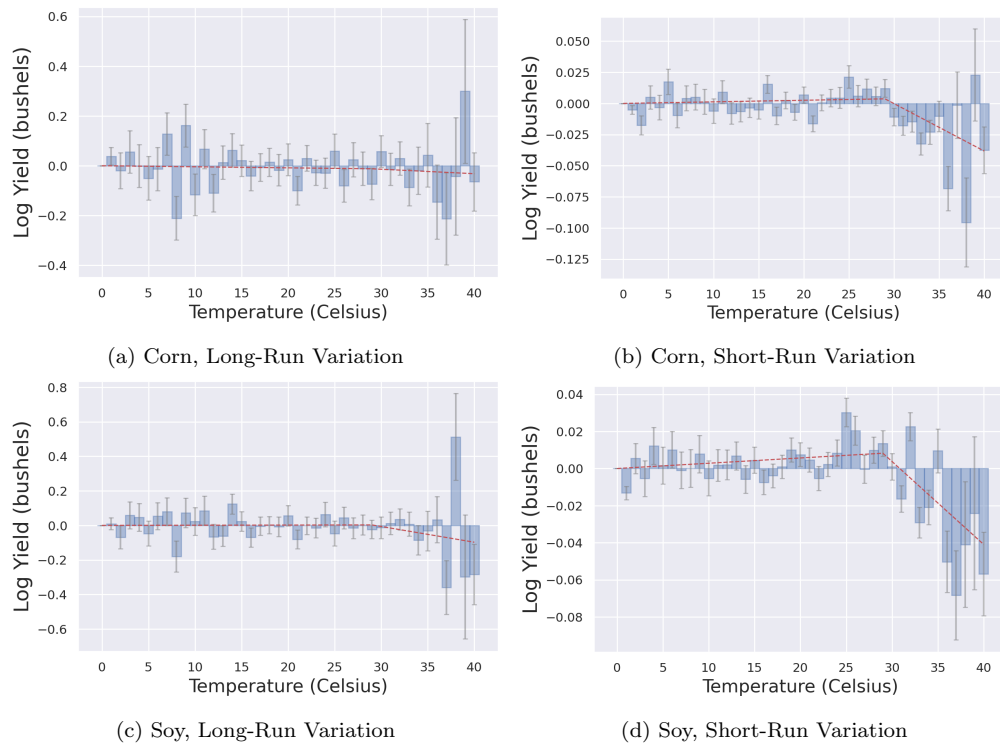 0.6
0.4
0.2
0.0
−0.2
−0.4
Log Yield (bushels)
0 5 10 15 20 25 30 35 40
Temperature (Celsius)
(a) Corn, Long-Run Variation
0.050
0.025
0.000
−0.025
−0.050
−0.075
−0.100
−0.125
Log Yield (bushels)
0 5 10 15 20 25 30 35 40
Temperature (Celsius)
(b) Corn, Short-Run Variation
0.8
0.6
0.4
0.2
0.0
−0.2
−0.4
−0.6
Log Yield (bushels)
0 5 10 15 20 25 30 35 40
Temperature (Celsius)
(c) Soy, Long-Run Variation
0.04
0.02
0.00
−0.02
−0.04
−0.06
−0.08
Log Yield (bushels)
0 5 10 15 20 25 30 35 40
Temperature (Celsius)
(d) Soy, Short-Run Variation